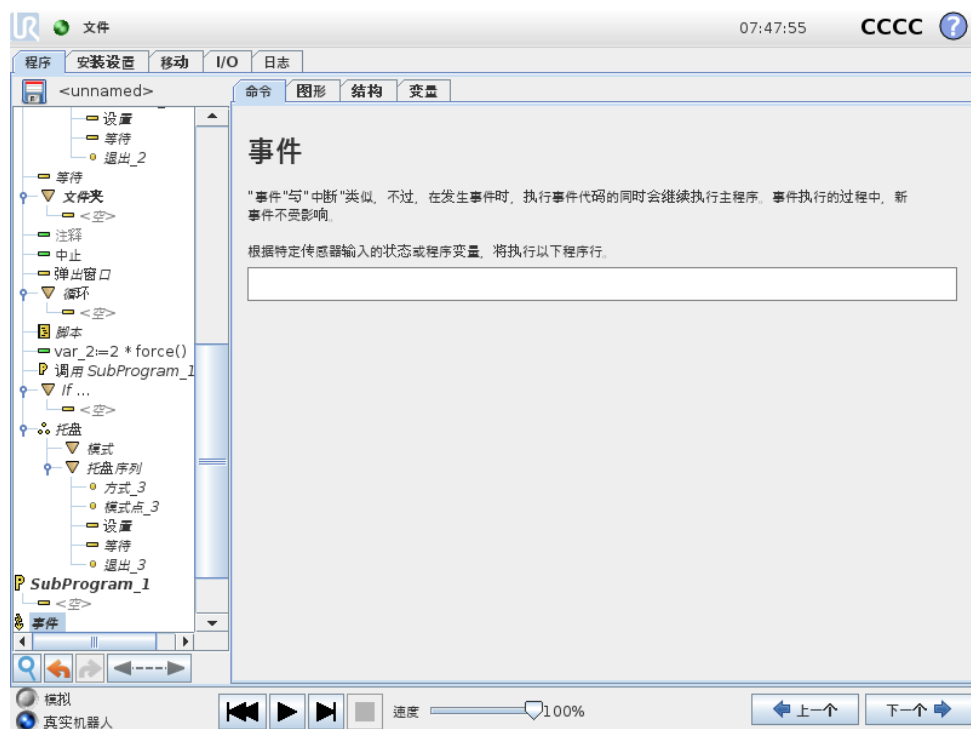 UR 文件 07:47:55 CCCC ?
程序 安装设置 移动 I/O 日志
<unnamed>
命令 图形 结构 变量
设置
等待
退出_2
等待
文件夹
<空>
注释
中止
弹出窗口
循环
<空>
脚本
var_2:=2 * force()
调用 SubProgram_1
If ...
<空>
托盘
模式
托盘序列
方式_3
模式点_3
设置
等待
退出_3
P SubProgram_1
<空>
事件
事件
"事件"与"中断"类似，不过，在发生事件时，执行事件代码的同时会继续执行主程序。事件执行的过程中，新
事件不受影响。
根据特定传感器输入的状态或程序变量，将执行以下程序行。
模拟
真实机器人
速度 100%
上一个 下一个